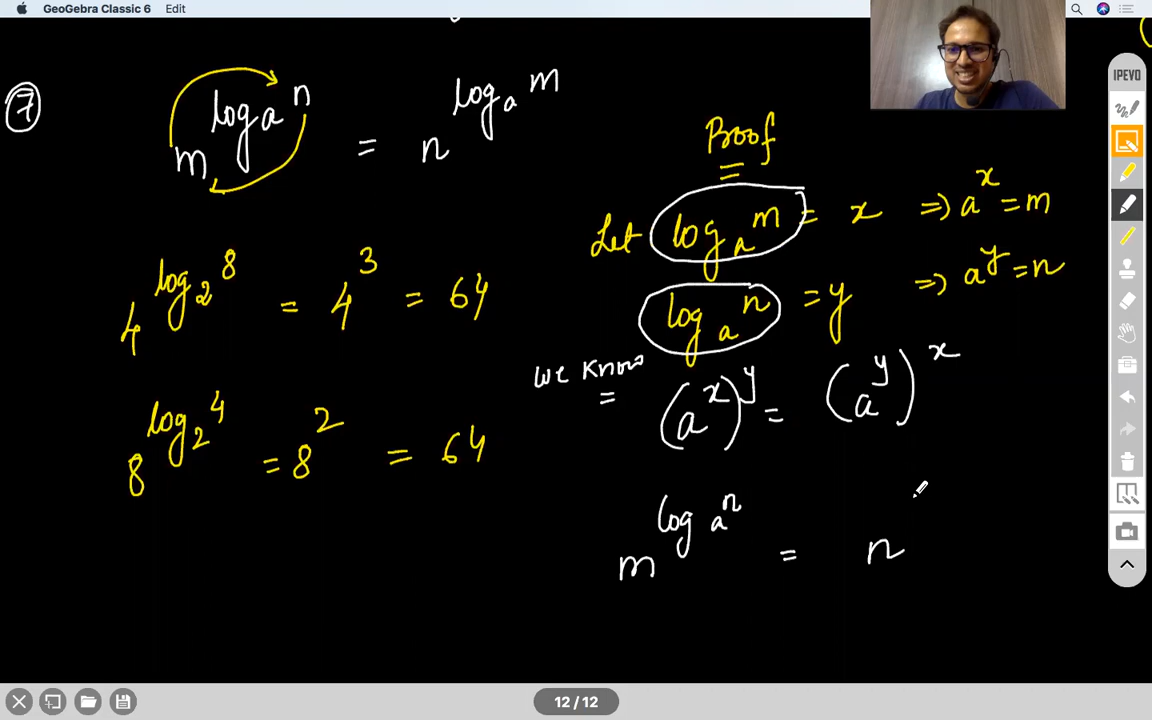 GeoGebra Classic 6 Edit
IPEVO
7
m^(log_a n) = n^(log_a m)
4^(log_2 8) = 4^3 = 64
8^(log_2 4) = 8^2 = 64
Proof
Let log_a m = x ⇒ a^x = m
log_a n = y ⇒ a^y = n
We know
(a^x)^y = (a^y)^x
m^(log_a n) = n
12 / 12